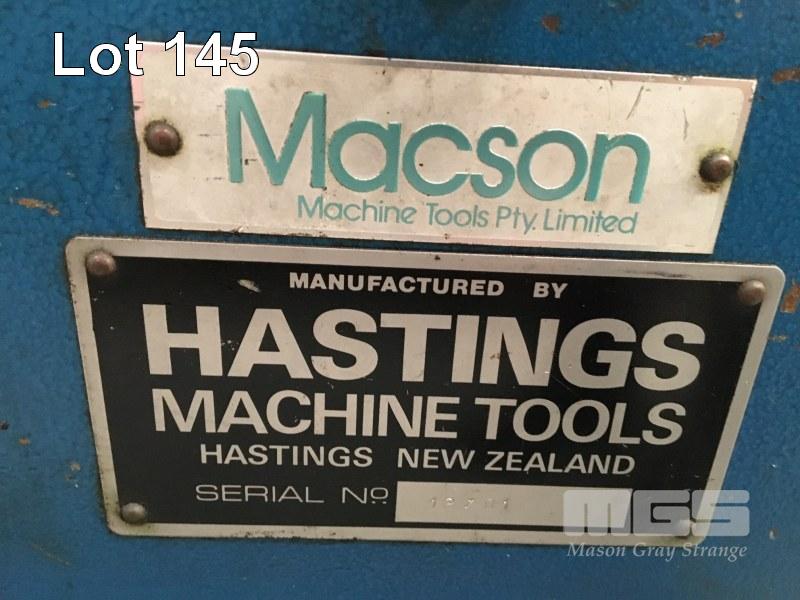 Lot 145
Macson
Machine Tools Pty. Limited
MANUFACTURED BY
HASTINGS
MACHINE TOOLS
HASTINGS NEW ZEALAND
SERIAL No
MGS
Mason Gray Strange